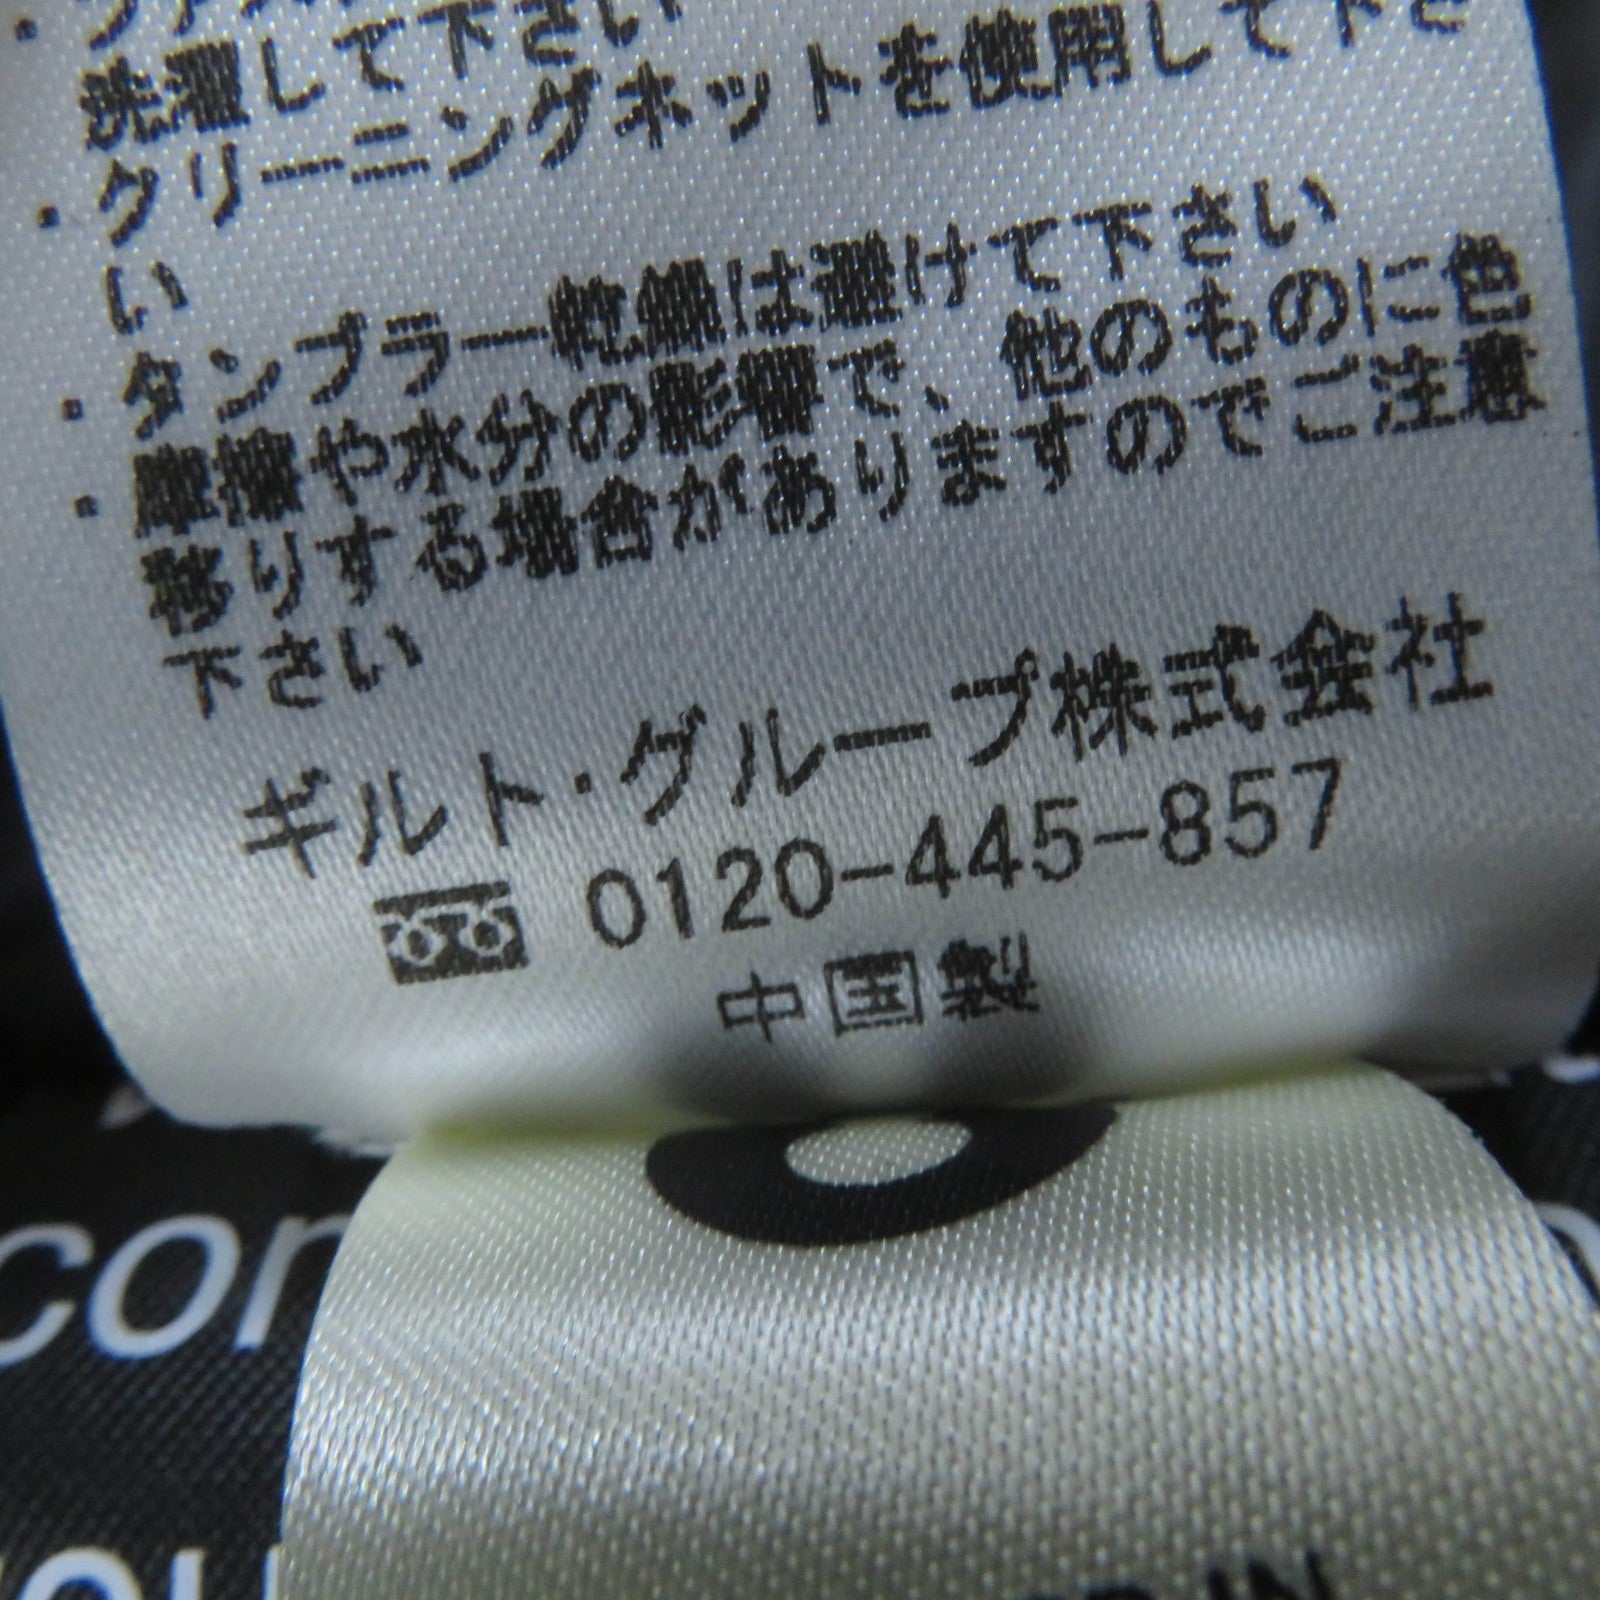 洗濯して下さい
・クリーニングネットを使用して下さ
い
・タンブラー乾燥は避けて下さい
・摩擦や水分の影響で、他のものに色
移りする場合がありますのでご注意
下さい
ギルト・グループ株式会社
0120-445-857
中国製
con
you
IN